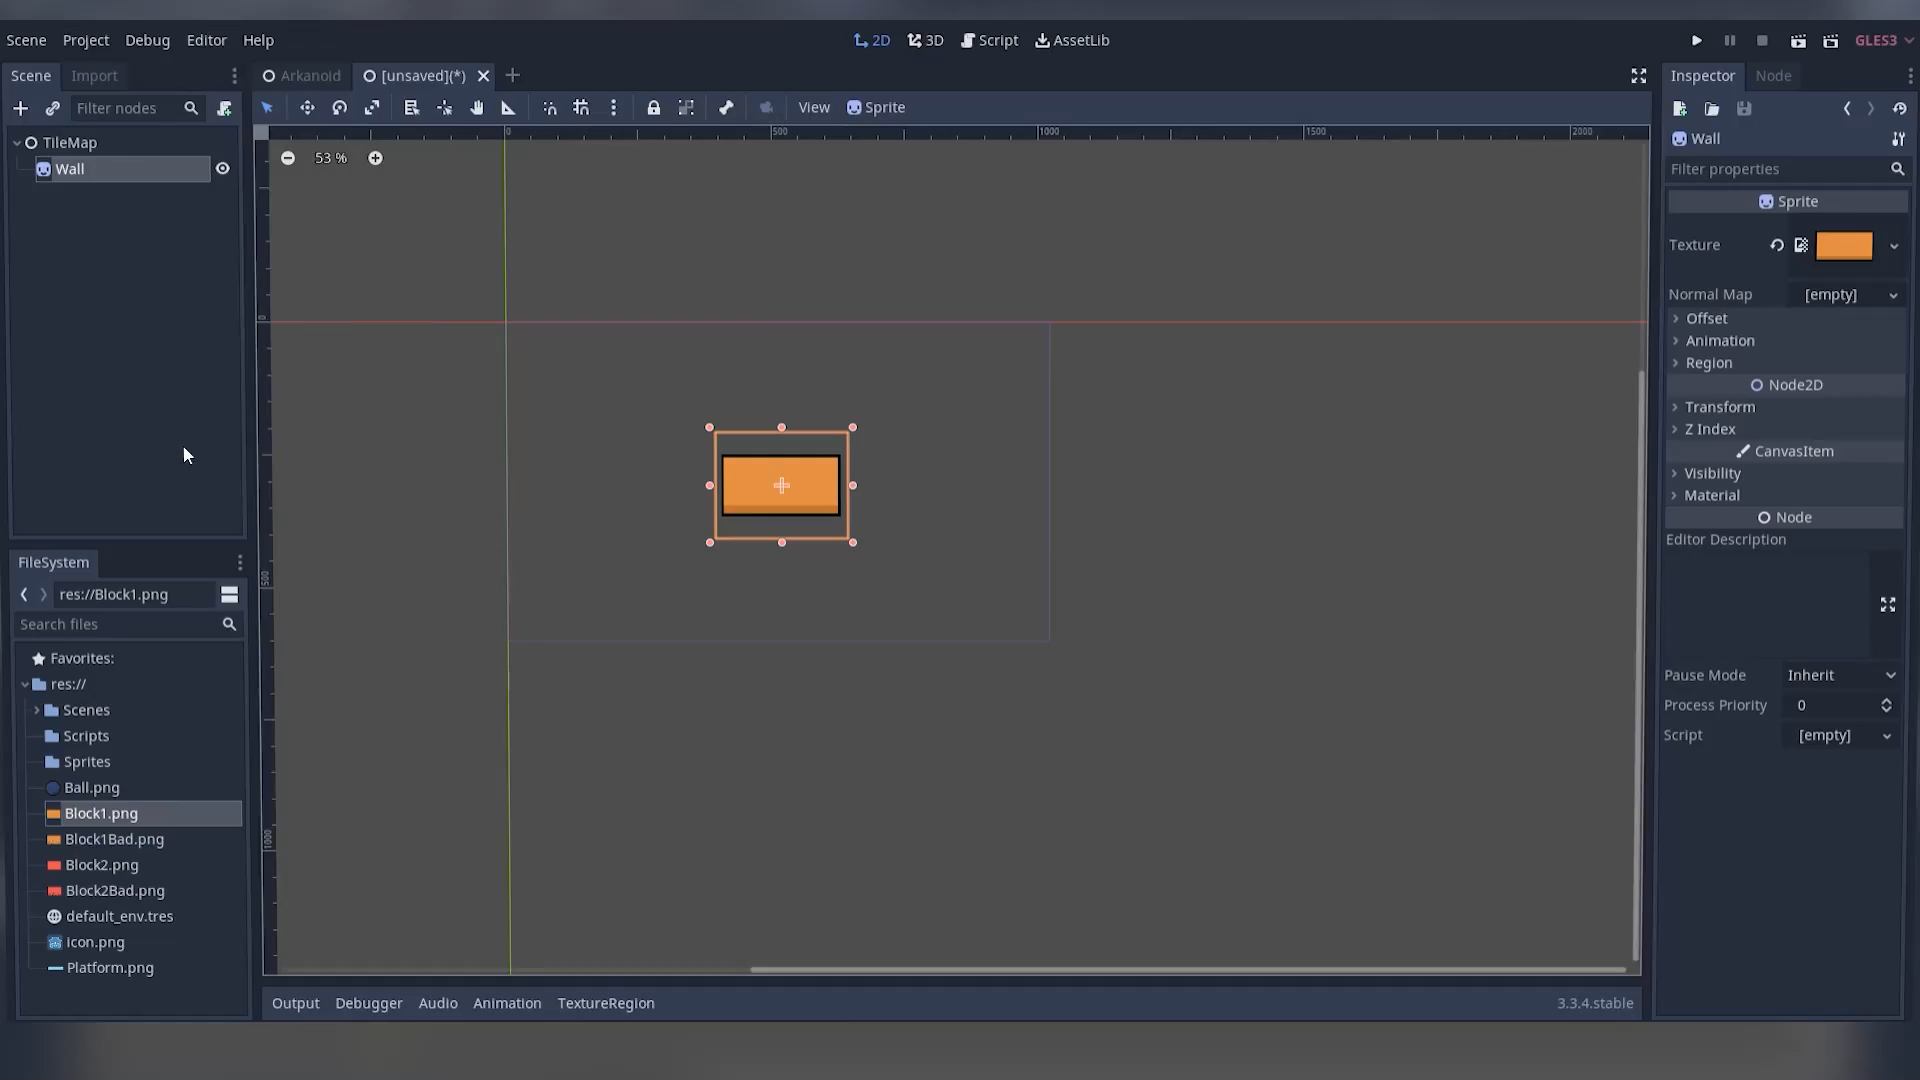 Scene Project Debug Editor Help
2D 3D Script AssetLib
GLES3
Scene Import
Arkanoid [unsaved](*)
Inspector Node
Filter nodes
View Sprite
0 500 1000 1500 2000
TileMap
Wall
53 %
0
500
1000
Wall
Filter properties
Sprite
Texture
Normal Map [empty]
Offset
Animation
Region
Node2D
Transform
Z Index
CanvasItem
Visibility
Material
Node
Editor Description
Pause Mode Inherit
Process Priority 0
Script [empty]
FileSystem
res://Block1.png
Search files
Favorites:
res://
Scenes
Scripts
Sprites
Ball.png
Block1.png
Block1Bad.png
Block2.png
Block2Bad.png
default_env.tres
icon.png
Platform.png
Output Debugger Audio Animation TextureRegion
3.3.4.stable